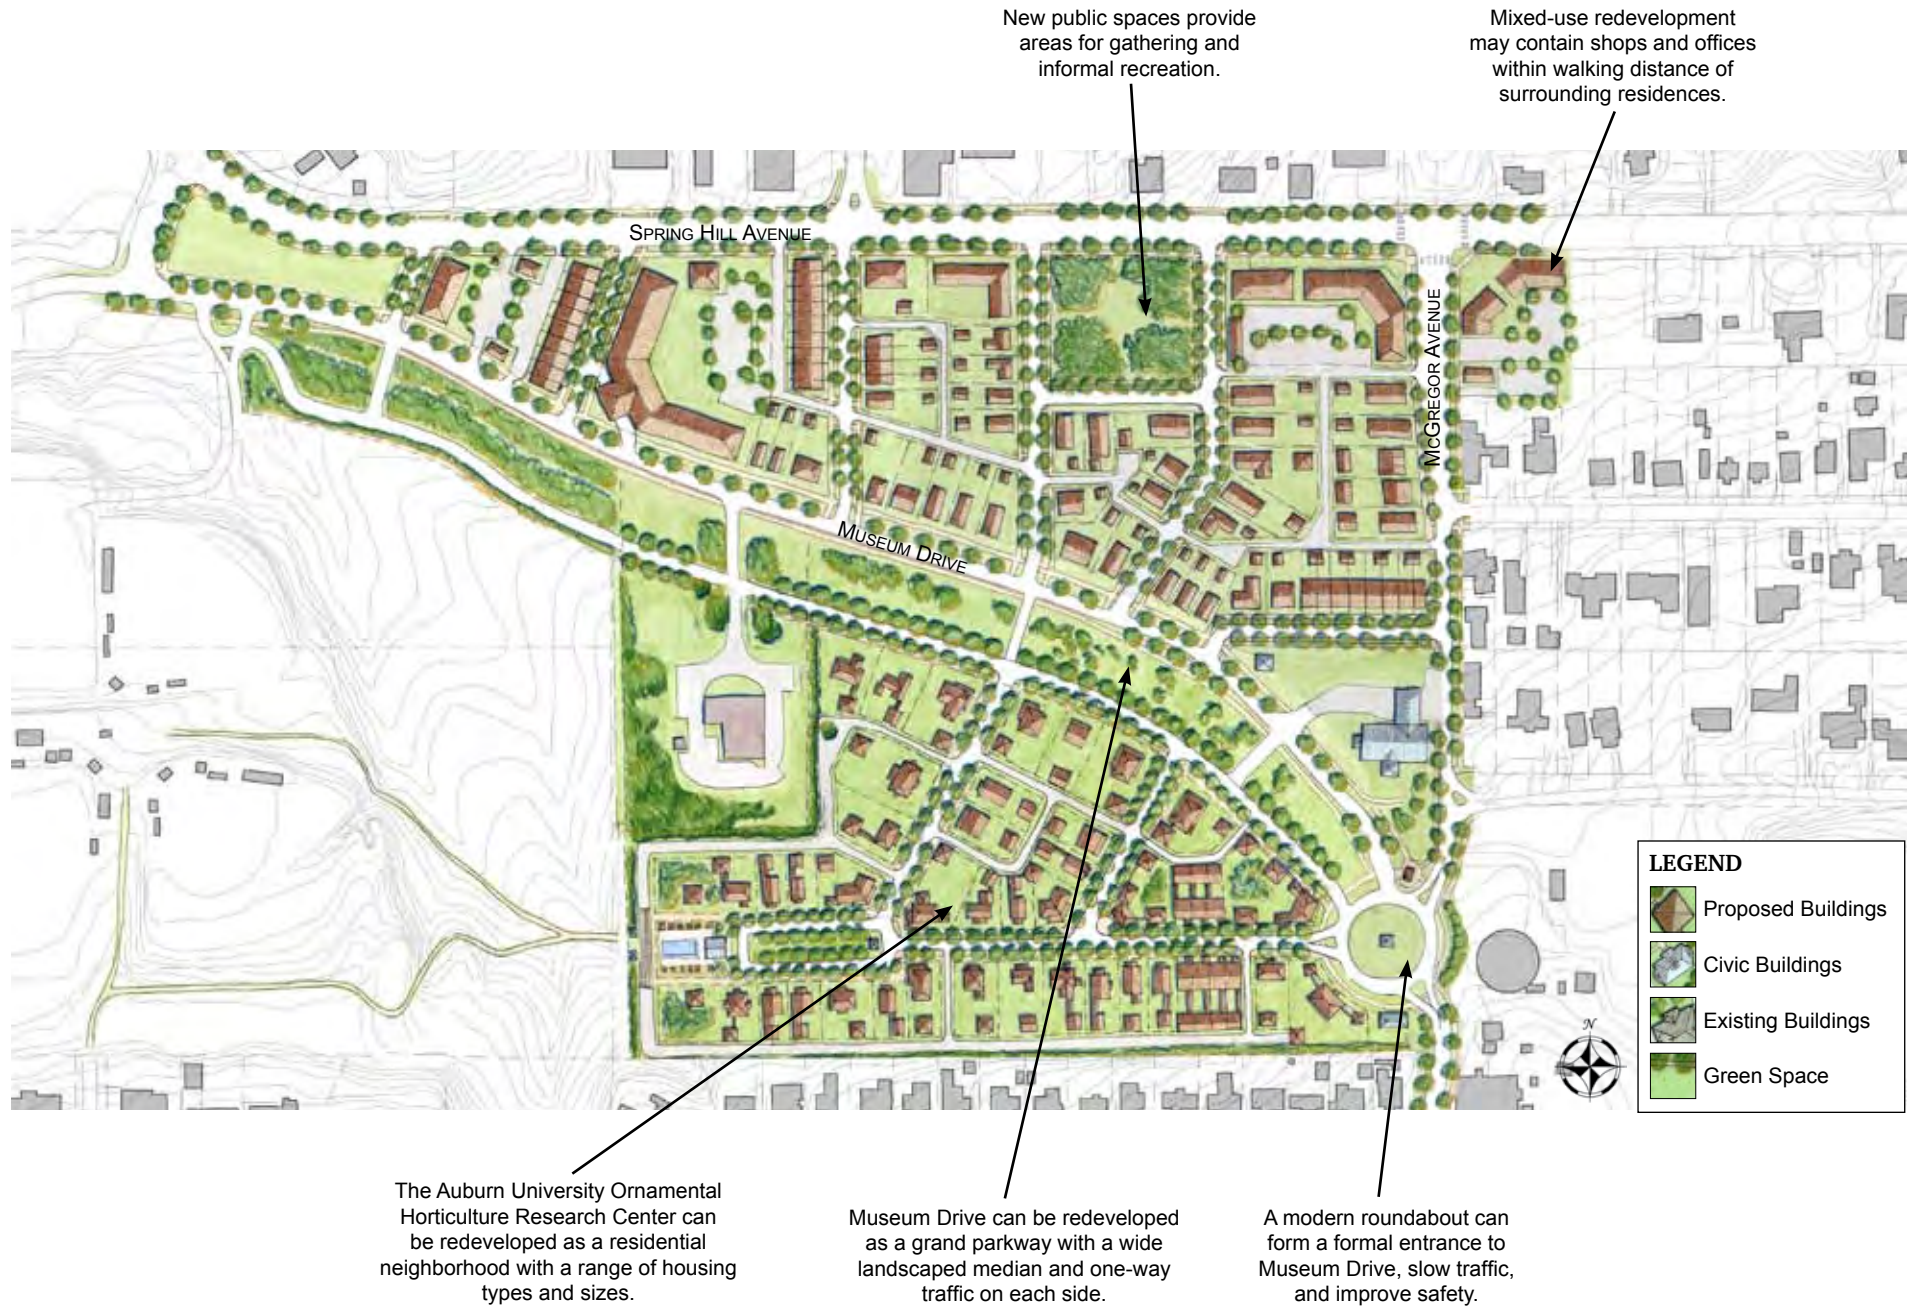 New public spaces provide
areas for gathering and
informal recreation.
Mixed-use redevelopment
may contain shops and offices
within walking distance of
surrounding residences.
SPRING HILL AVENUE
MCGREGOR AVENUE
MUSEUM DRIVE
LEGEND
Proposed Buildings
Civic Buildings
Existing Buildings
Green Space
N
The Auburn University Ornamental
Horticulture Research Center can
be redeveloped as a residential
neighborhood with a range of housing
types and sizes.
Museum Drive can be redeveloped
as a grand parkway with a wide
landscaped median and one-way
traffic on each side.
A modern roundabout can
form a formal entrance to
Museum Drive, slow traffic,
and improve safety.